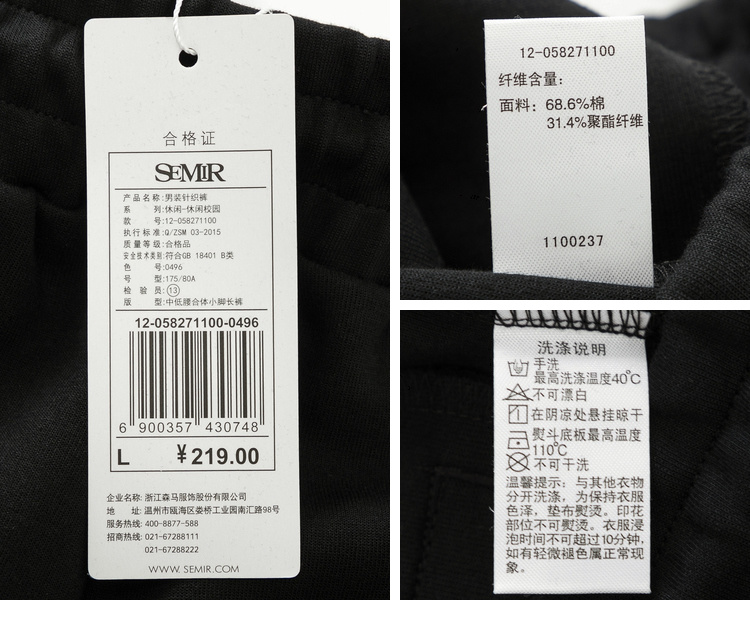 合格证
SEMIR
产品名称:男装针织裤
系 列:休闲-休闲校园
款 号:12-058271100
执行标准:Q/ZSM 03-2015
质量等级:合格品
安全技术类别:符合GB 18401 B类
色 号:0496
号 型:175/80A
检 验 员:⑬
版 型:中低腰合体小脚长裤
12-058271100-0496
6 900357 430748
L ¥219.00
企业名称: 浙江森马服饰股份有限公司
地 址: 温州市瓯海区娄桥工业园南汇路98号
服务热线: 400-8877-588
招商热线: 021-67288111
021-67288222
WWW. SEMIR.COM
12-058271100
纤维含量:
面料: 68.6%棉
31.4%聚酯纤维
1100237
洗涤说明
手洗
最高洗涤温度40℃
不可漂白
在阴凉处悬挂晾干
熨斗底板最高温度
110℃
不可干洗
温馨提示: 与其他衣物
分开洗涤, 为保持衣服
色泽, 垫布熨烫。印花
部位不可熨烫。衣服浸
泡时间不可超过10分钟,
如有轻微褪色属正常现
象。